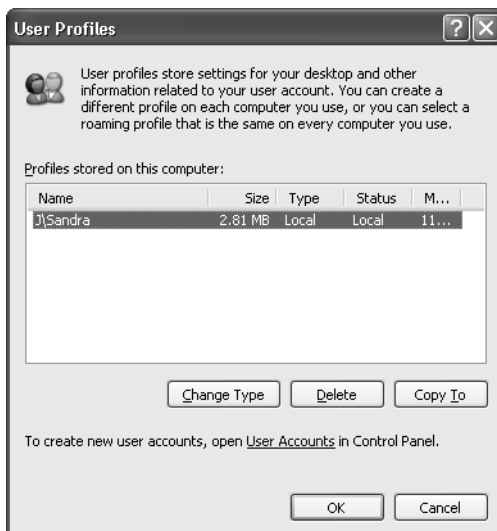 User Profiles
User profiles store settings for your desktop and other
information related to your user account. You can create a
different profile on each computer you use, or you can select a
roaming profile that is the same on every computer you use.
Profiles stored on this computer:
Name Size Type Status M...
J\Sandra 2.81 MB Local Local 11...
Change Type Delete Copy To
To create new user accounts, open User Accounts in Control Panel.
OK Cancel